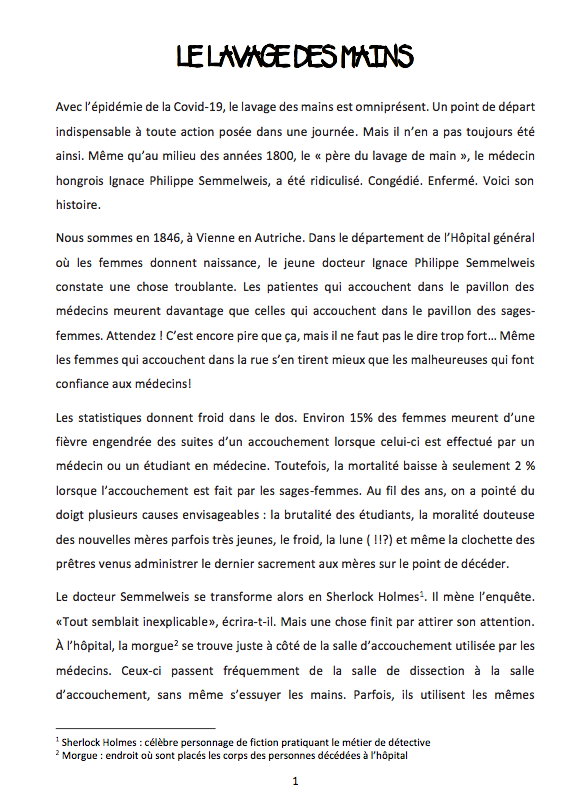 LE LAVAGE DES MAINS
Avec l’épidémie de la Covid-19, le lavage des mains est omniprésent. Un point de départ
indispensable à toute action posée dans une journée. Mais il n’en a pas toujours été
ainsi. Même qu’au milieu des années 1800, le « père du lavage de main », le médecin
hongrois Ignace Philippe Semmelweis, a été ridiculisé. Congédié. Enfermé. Voici son
histoire.
Nous sommes en 1846, à Vienne en Autriche. Dans le département de l’Hôpital général
où les femmes donnent naissance, le jeune docteur Ignace Philippe Semmelweis
constate une chose troublante. Les patientes qui accouchent dans le pavillon des
médecins meurent davantage que celles qui accouchent dans le pavillon des sages-
femmes. Attendez ! C’est encore pire que ça, mais il ne faut pas le dire trop fort… Même
les femmes qui accouchent dans la rue s’en tirent mieux que les malheureuses qui font
confiance aux médecins!
Les statistiques donnent froid dans le dos. Environ 15% des femmes meurent d’une
fièvre engendrée des suites d’un accouchement lorsque celui-ci est effectué par un
médecin ou un étudiant en médecine. Toutefois, la mortalité baisse à seulement 2 %
lorsque l’accouchement est fait par les sages-femmes. Au fil des ans, on a pointé du
doigt plusieurs causes envisageables : la brutalité des étudiants, la moralité douteuse
des nouvelles mères parfois très jeunes, le froid, la lune ( !!?) et même la clochette des
prêtres venus administrer le dernier sacrement aux mères sur le point de décéder.
Le docteur Semmelweis se transforme alors en Sherlock Holmes¹. Il mène l’enquête.
«Tout semblait inexplicable», écrira-t-il. Mais une chose finit par attirer son attention.
À l’hôpital, la morgue² se trouve juste à côté de la salle d’accouchement utilisée par les
médecins. Ceux-ci passent fréquemment de la salle de dissection à la salle
d’accouchement, sans même s’essuyer les mains. Parfois, ils utilisent les mêmes
¹ Sherlock Holmes : célèbre personnage de fiction pratiquant le métier de détective
² Morgue : endroit où sont placés les corps des personnes décédées à l’hôpital
1